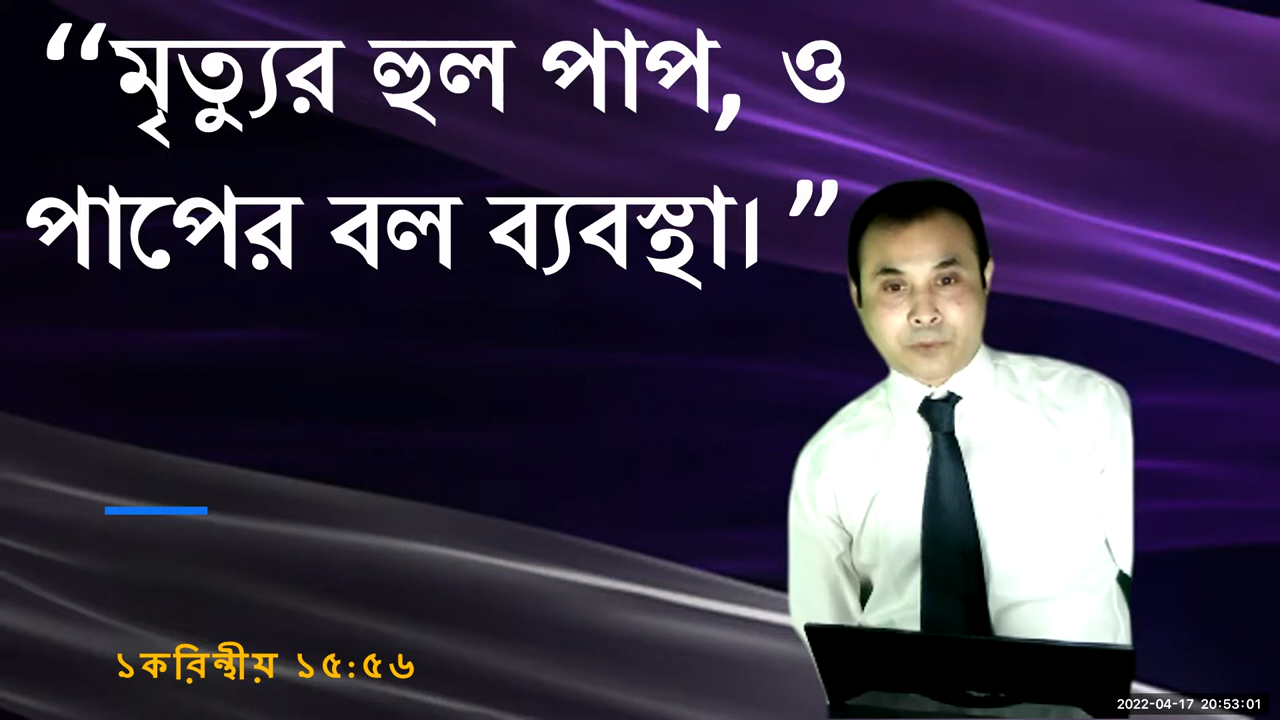 “মৃত্যুর হুল পাপ, ও
পাপের বল ব্যবস্থা।”
১করিন্থীয় ১৫:৫৬
2022-04-17 20:53:01